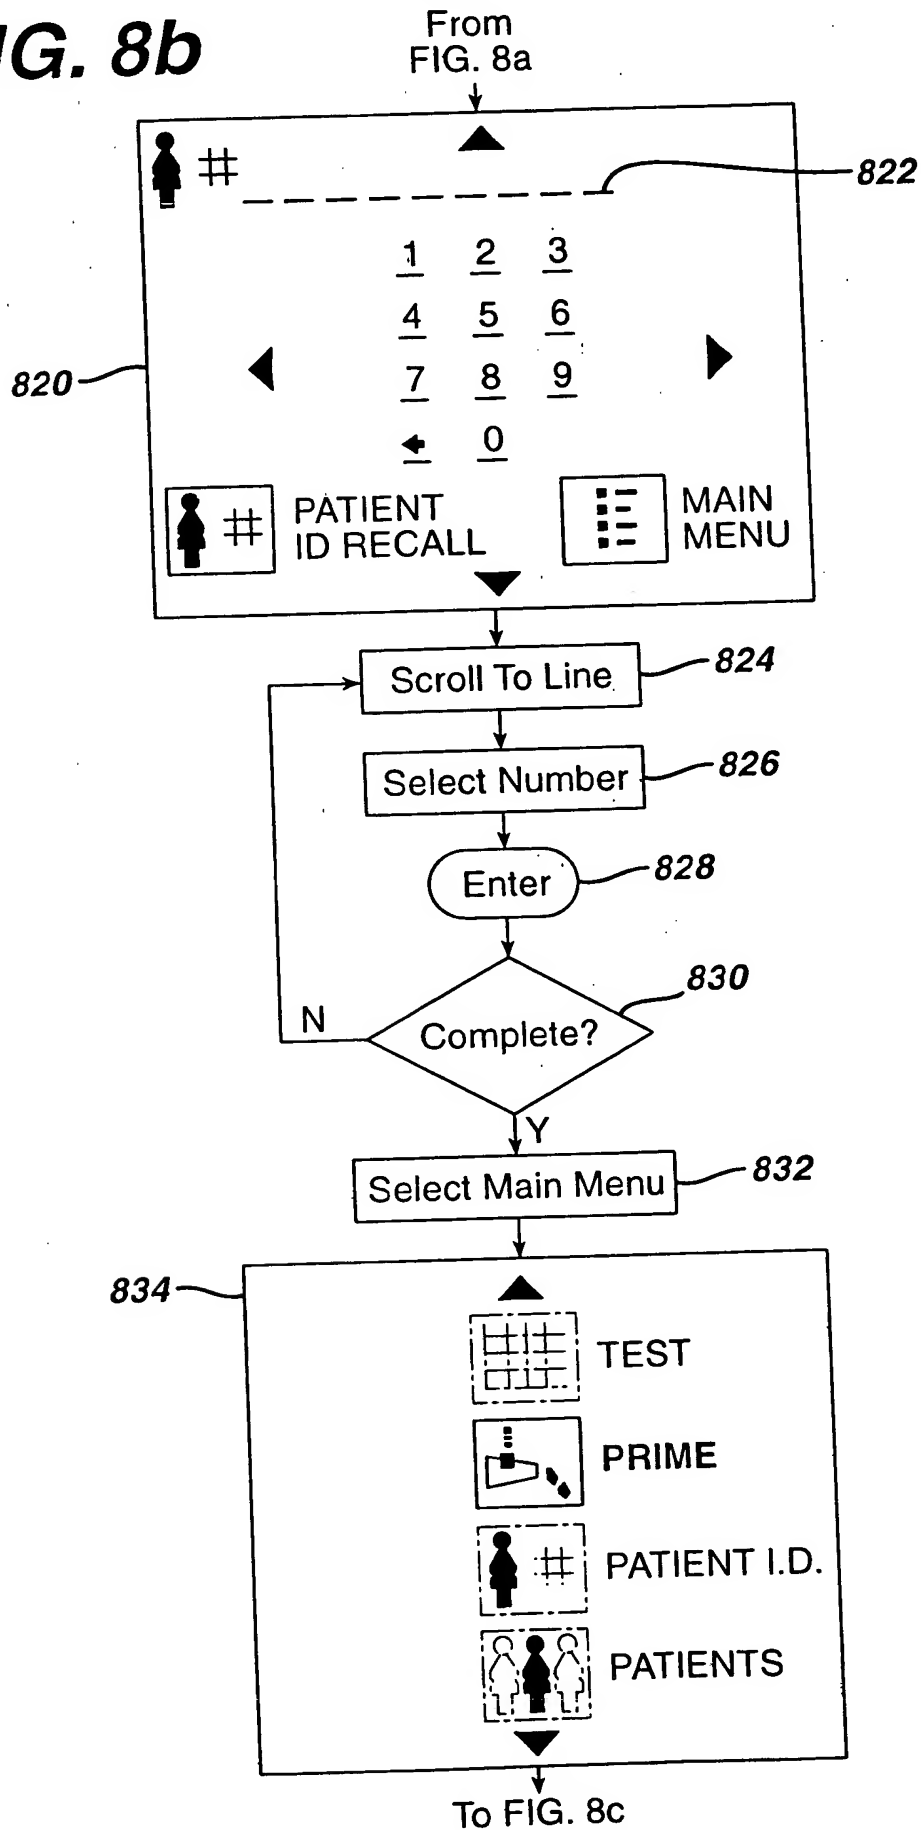 IG. 8b
From
FIG. 8a
#
822
1 2 3
4 5 6
820
7 8 9
0
# PATIENT
ID RECALL
MAIN
MENU
Scroll To Line
824
Select Number
826
Enter
828
830
Complete?
N
Y
Select Main Menu
832
834
TEST
PRIME
# PATIENT I.D.
PATIENTS
To FIG. 8c